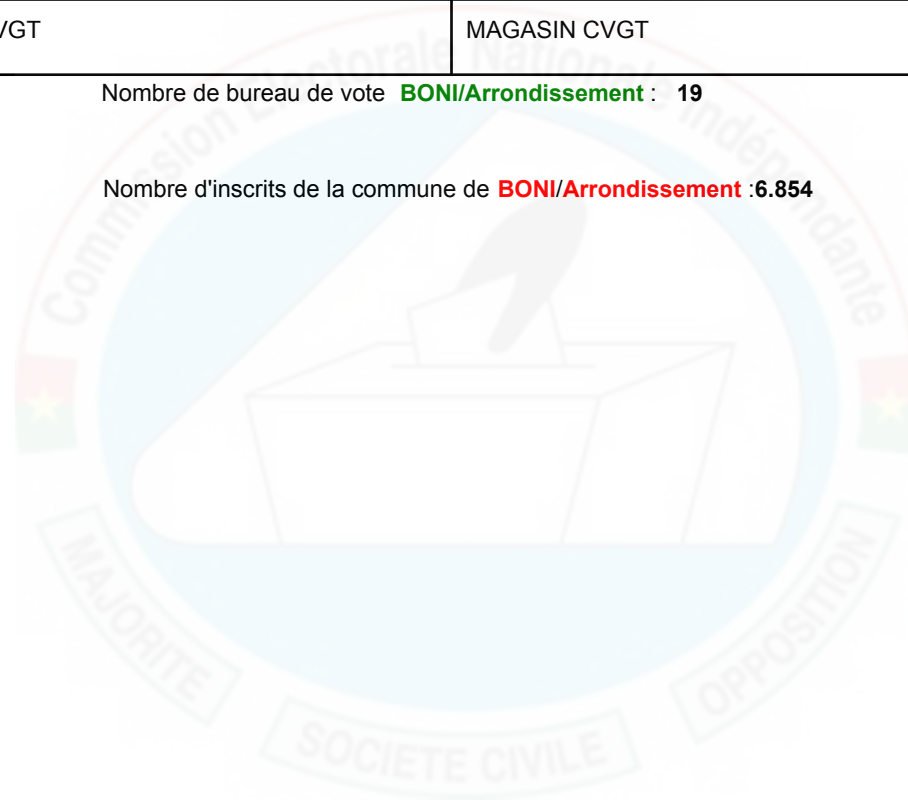 VGT MAGASIN CVGT
Nombre de bureau de vote BONI/Arrondissement : 19
Nombre d'inscrits de la commune de BONI/Arrondissement :6.854
Commission Electorale Nationale Indépendante
MAJORITE
SOCIETE CIVILE
OPPOSITION